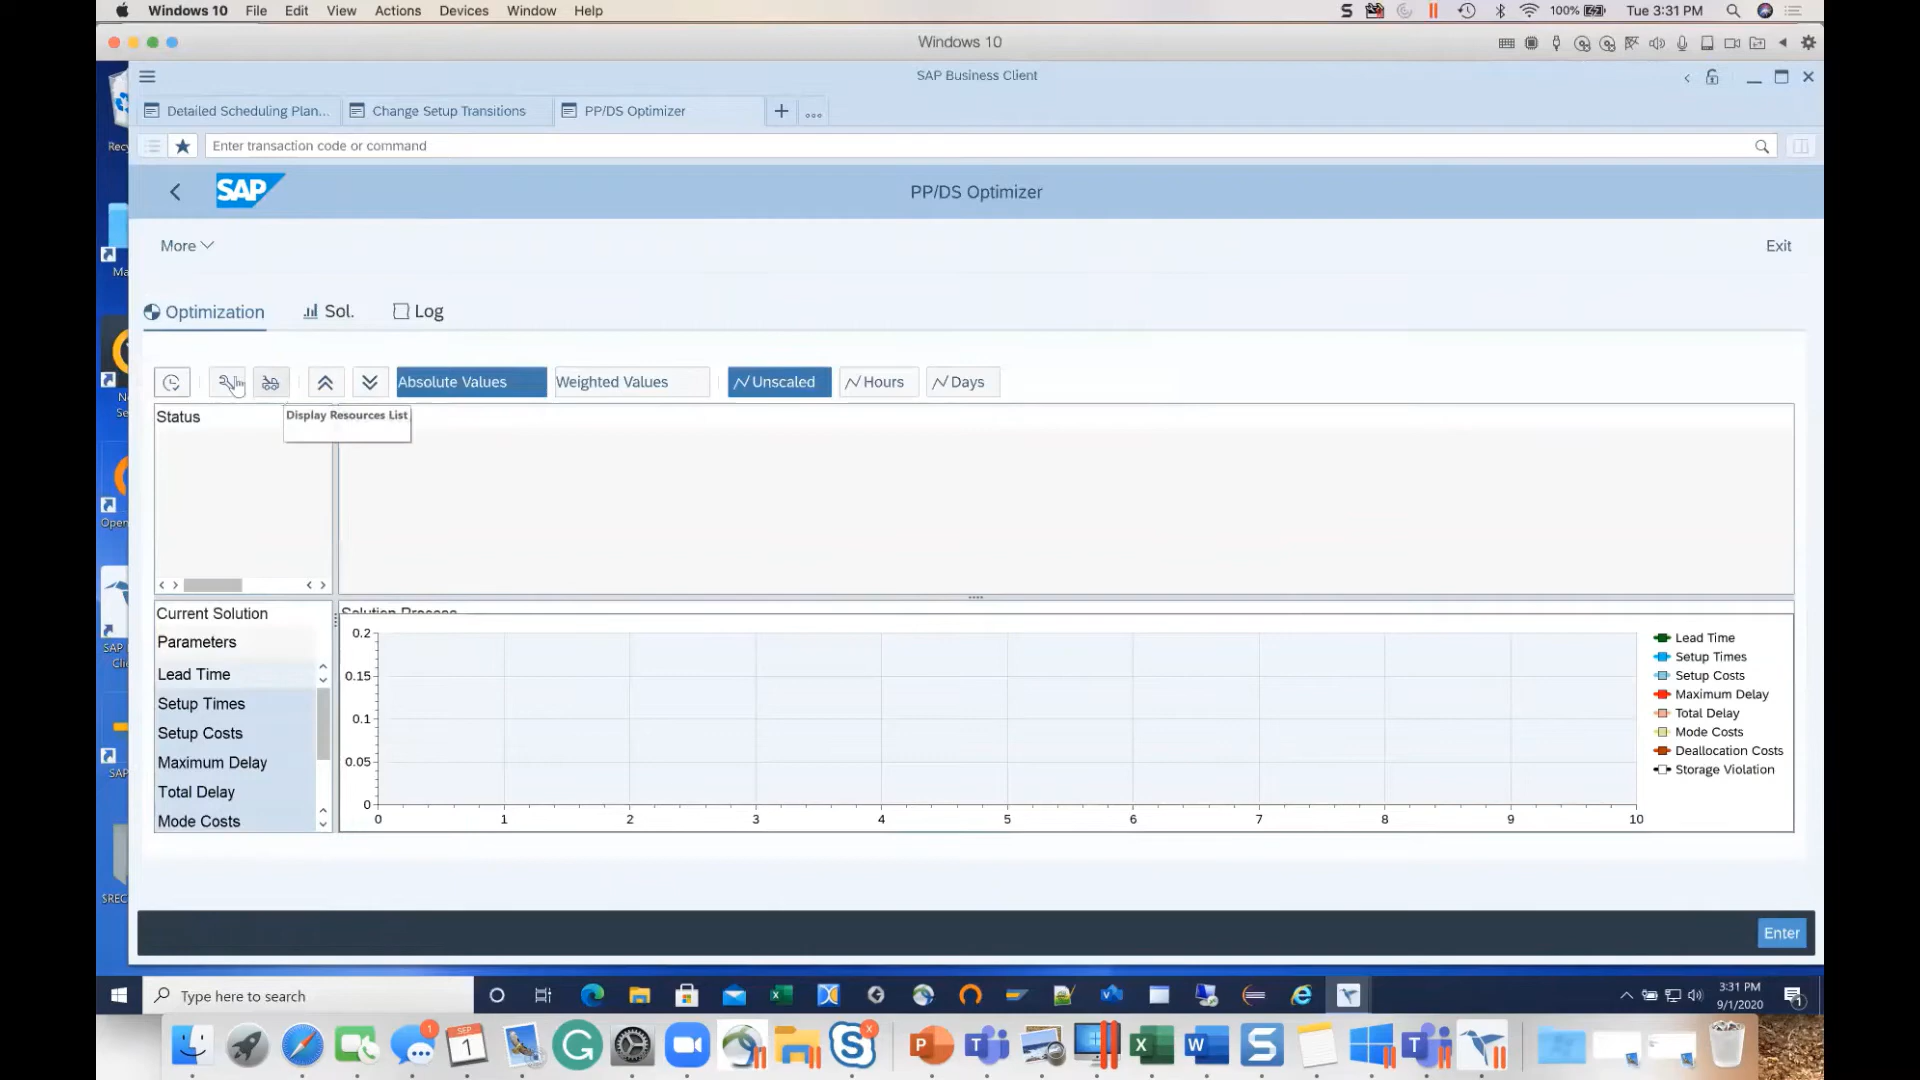 Windows 10 File Edit View Actions Devices Window Help 100% Tue 3:31 PM
Windows 10
SAP Business Client
Detailed Scheduling Plan... Change Setup Transitions PP/DS Optimizer
Enter transaction code or command
SAP PP/DS Optimizer
More Exit
Optimization Sol. Log
Absolute Values Weighted Values Unscaled Hours Days
Display Resources List
Status
Current Solution
Parameters
Lead Time
Setup Times
Setup Costs
Maximum Delay
Total Delay
Mode Costs
Solution Process
0.2
0.15
0.1
0.05
0
0 1 2 3 4 5 6 7 8 9 10
Lead Time
Setup Times
Setup Costs
Maximum Delay
Total Delay
Mode Costs
Deallocation Costs
Storage Violation
Enter
Type here to search
3:31 PM
9/1/2020
1
1
SEP
1